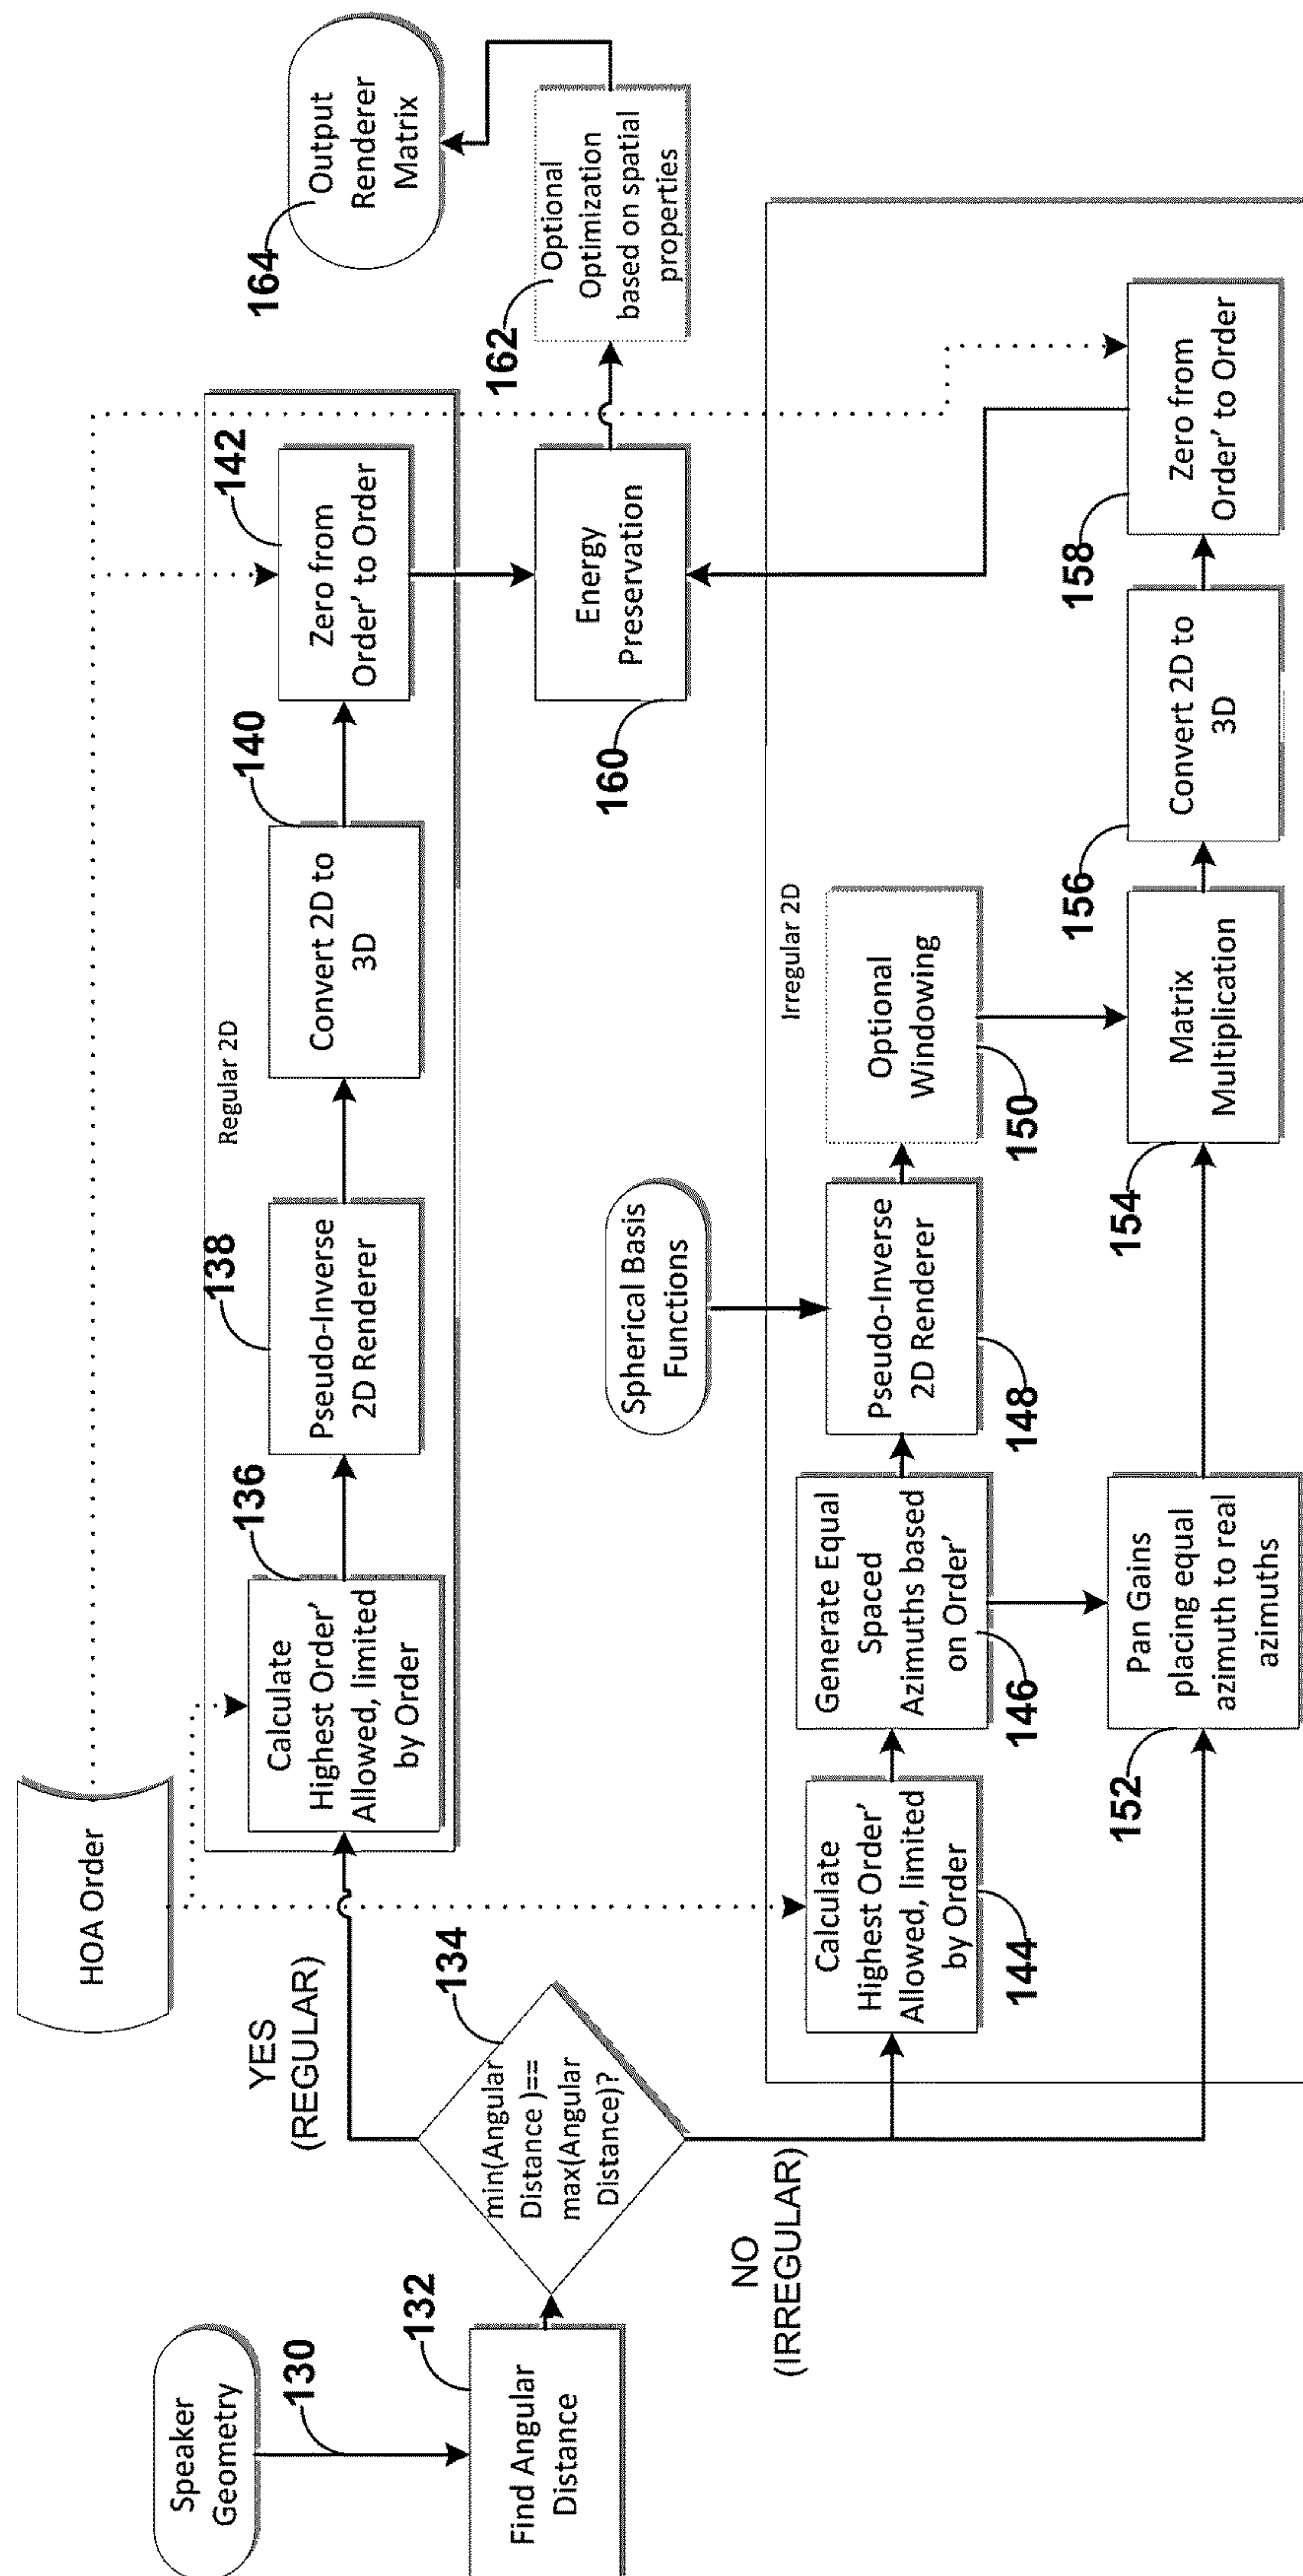 Speaker
Geometry
130
132
Find Angular
Distance
134
min(Angular
Distance )==
max(Angular
Distance)?
YES
(REGULAR)
NO
(IRREGULAR)
HOA Order
Regular 2D
136
Calculate
Highest Order'
Allowed, limited
by Order
138
Pseudo-Inverse
2D Renderer
140
Convert 2D to
3D
142
Zero from
Order' to Order
Irregular 2D
Calculate
Highest Order'
Allowed, limited
by Order
144
Generate Equal
Spaced
Azimuths based
on Order'
146
Spherical Basis
Functions
Pseudo-Inverse
2D Renderer
148
Optional
Windowing
150
152
Pan Gains
placing equal
azimuth to real
azimuths
154
Matrix
Multiplication
156
Convert 2D to
3D
158
Zero from
Order' to Order
160
Energy
Preservation
162
Optional
Optimization
based on spatial
properties
164
Output
Renderer
Matrix